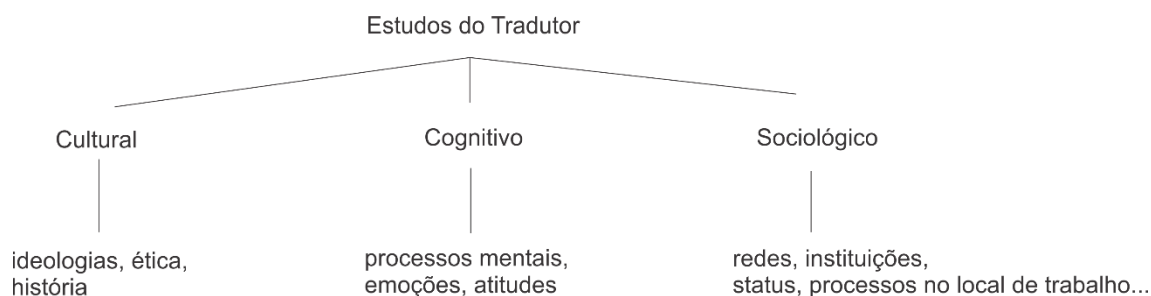 Estudos do Tradutor
Cultural
Cognitivo
Sociológico
ideologias, ética,
história
processos mentais,
emoções, atitudes
redes, instituições,
status, processos no local de trabalho...